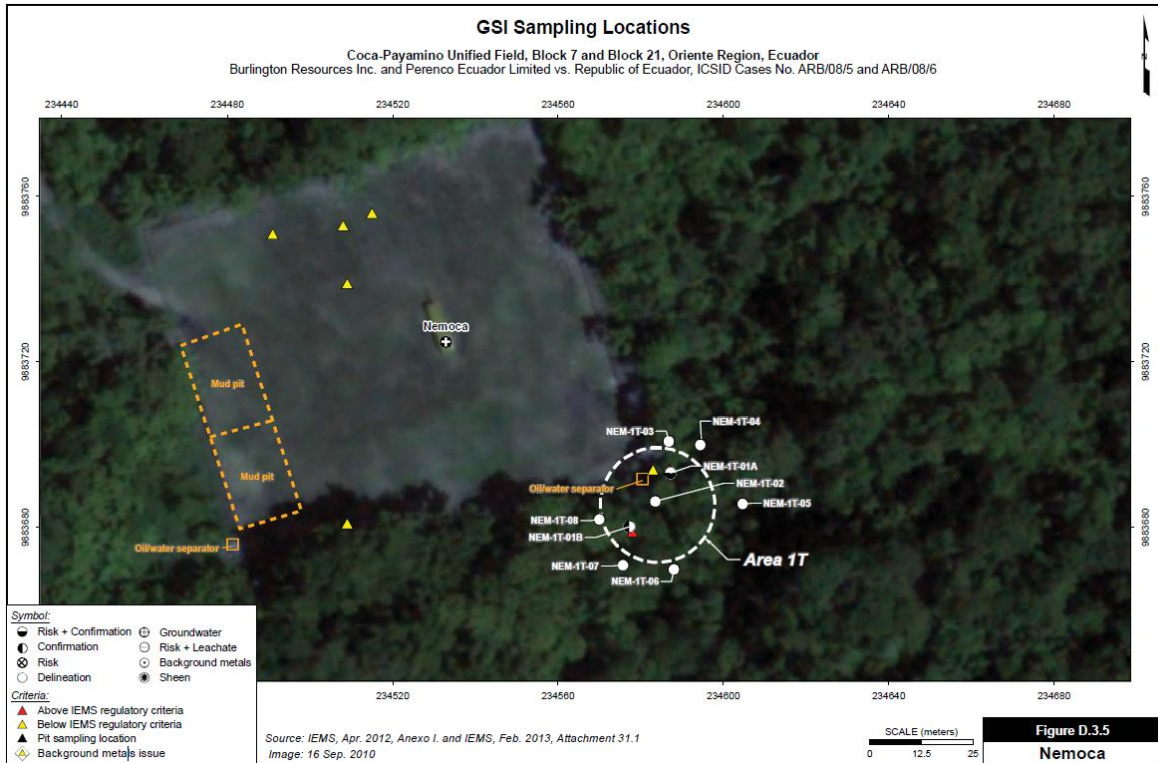 GSI Sampling Locations
Coca-Payamino Unified Field, Block 7 and Block 21, Oriente Region, Ecuador
Burlington Resources Inc. and Perenco Ecuador Limited vs. Republic of Ecuador, ICSID Cases No. ARB/08/5 and ARB/08/6
234440 234480 234520 234560 234600 234640 234680
9883760 9883760
Nemoca
9883720 9883720
Mud pit
NEM-1T-04
NEM-1T-03
NEM-1T-01A
Mud pit
NEM-1T-02
Oil/water separator
NEM-1T-05
NEM-1T-08
9883680 9883680
NEM-1T-01B
Oil/water separator
Area 1T
NEM-1T-07
NEM-1T-06
Symbol:
Risk + Confirmation Groundwater
Confirmation Risk + Leachate
Risk Background metals
Delineation Sheen
Criteria:
Above IEMS regulatory criteria
Below IEMS regulatory criteria
Pit sampling location
Background metals issue
234520 234560 234600 234640 234680
Source: IEMS, Apr. 2012, Anexo I. and IEMS, Feb. 2013, Attachment 31.1
Image: 16 Sep. 2010
SCALE (meters)
0 12.5 25
Figure D.3.5
Nemoca